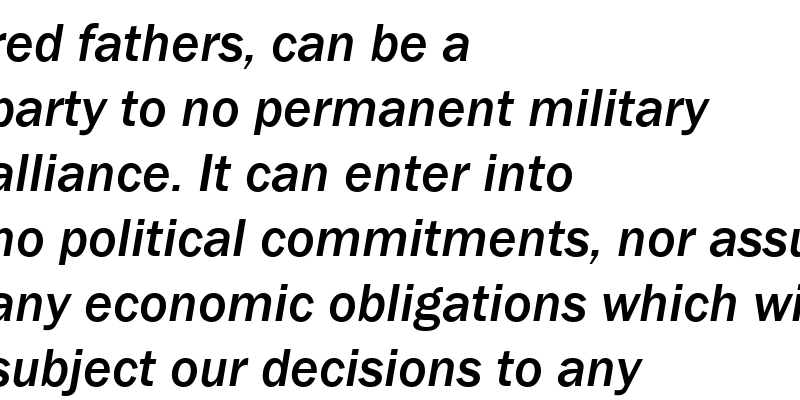 red fathers, can be a
party to no permanent military
alliance. It can enter into
no political commitments, nor assu
any economic obligations which wi
subject our decisions to any